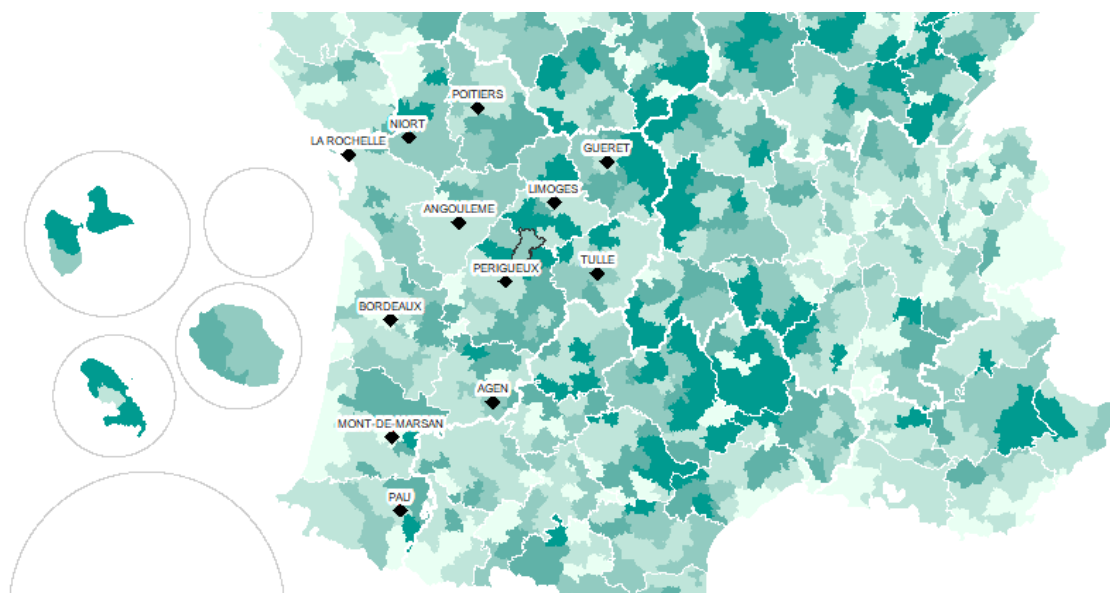 POITIERS
NIORT
LA ROCHELLE
GUERET
LIMOGES
ANGOULEME
PERIGUEUX
TULLE
BORDEAUX
AGEN
MONT-DE-MARSAN
PAU